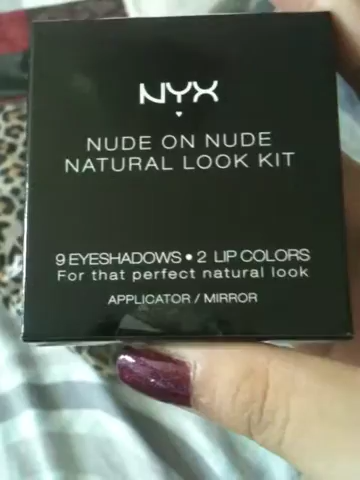 NYX
NUDE ON NUDE
NATURAL LOOK KIT
9 EYESHADOWS • 2 LIP COLORS
For that perfect natural look
APPLICATOR / MIRROR